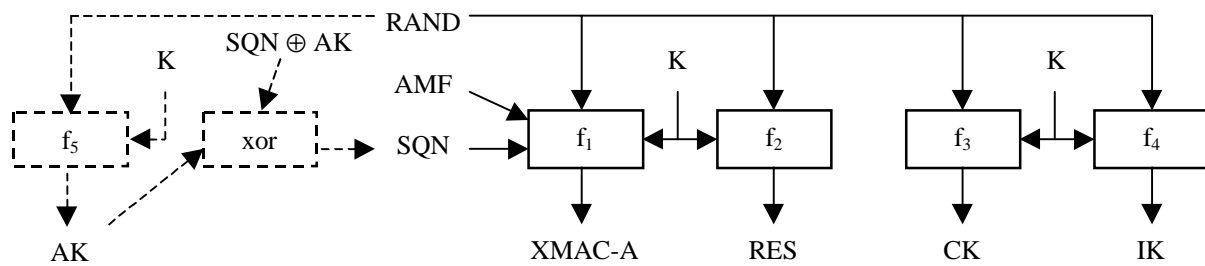 RAND
SQN ⊕ AK
K
K
K
AMF
f5
xor
SQN
f1
f2
f3
f4
AK
XMAC-A
RES
CK
IK